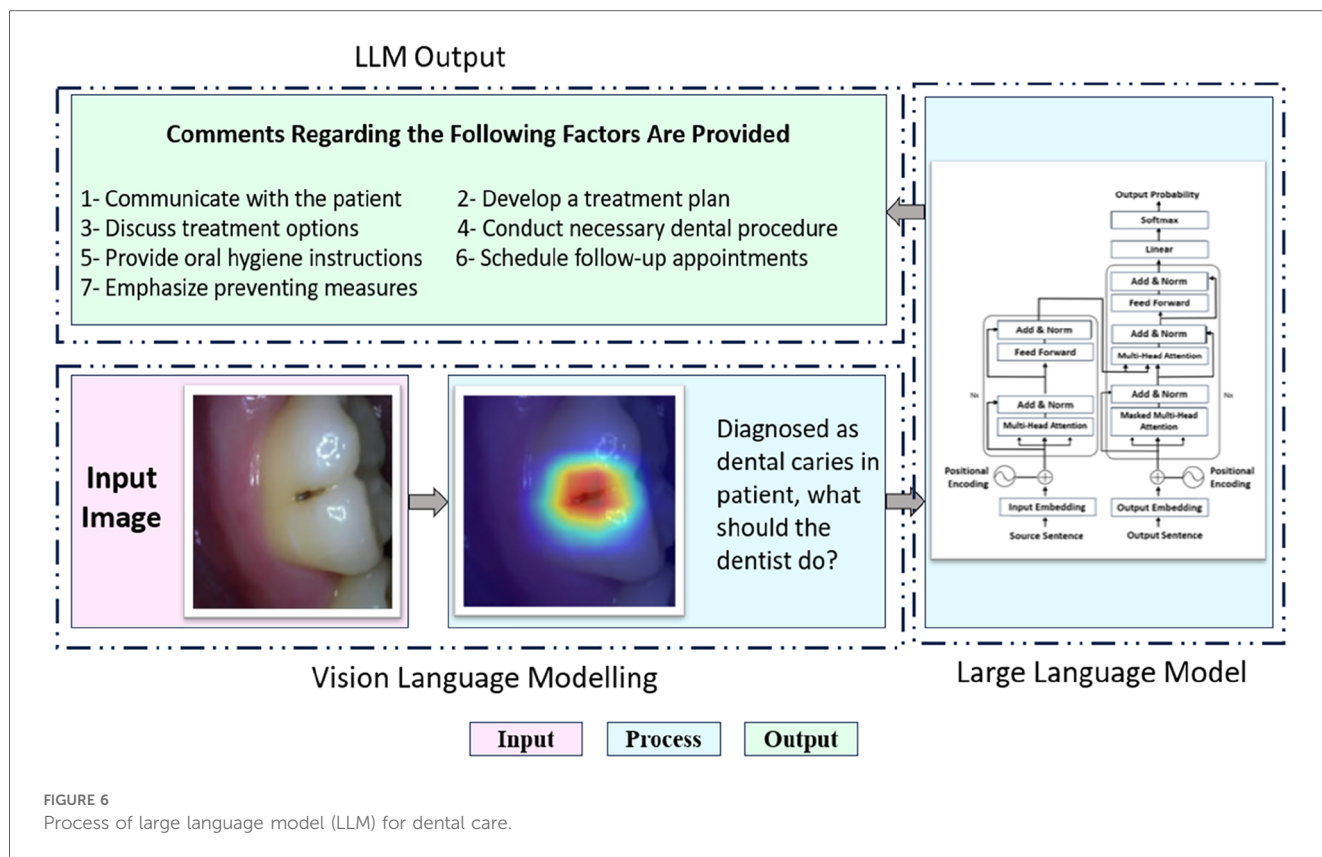 LLM Output
Comments Regarding the Following Factors Are Provided
1- Communicate with the patient
2- Develop a treatment plan
3- Discuss treatment options
4- Conduct necessary dental procedure
5- Provide oral hygiene instructions
6- Schedule follow-up appointments
7- Emphasize preventing measures
Input
Image
Diagnosed as
dental caries in
patient, what
should the
dentist do?
Vision Language Modelling
Output Probability
Softmax
Linear
Add & Norm
Feed Forward
Add & Norm
Multi-Head Attention
Add & Norm
Masked Multi-Head
Attention
Nx
Positional
Encoding
Output Embedding
Output Sentence
Add & Norm
Feed Forward
Add & Norm
Multi-Head Attention
Nx
Positional
Encoding
Input Embedding
Source Sentence
Large Language Model
Input
Process
Output
FIGURE 6
Process of large language model (LLM) for dental care.